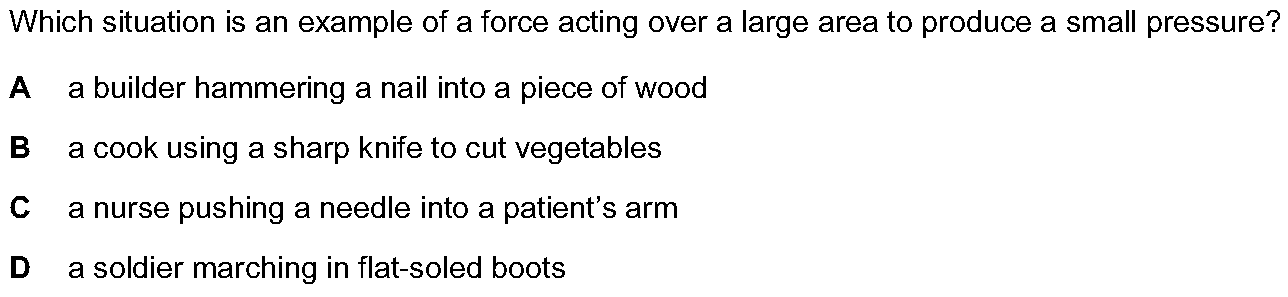 Which situation is an example of a force acting over a large area to produce a small pressure?
A a builder hammering a nail into a piece of wood
B a cook using a sharp knife to cut vegetables
C a nurse pushing a needle into a patient’s arm
D a soldier marching in flat-soled boots